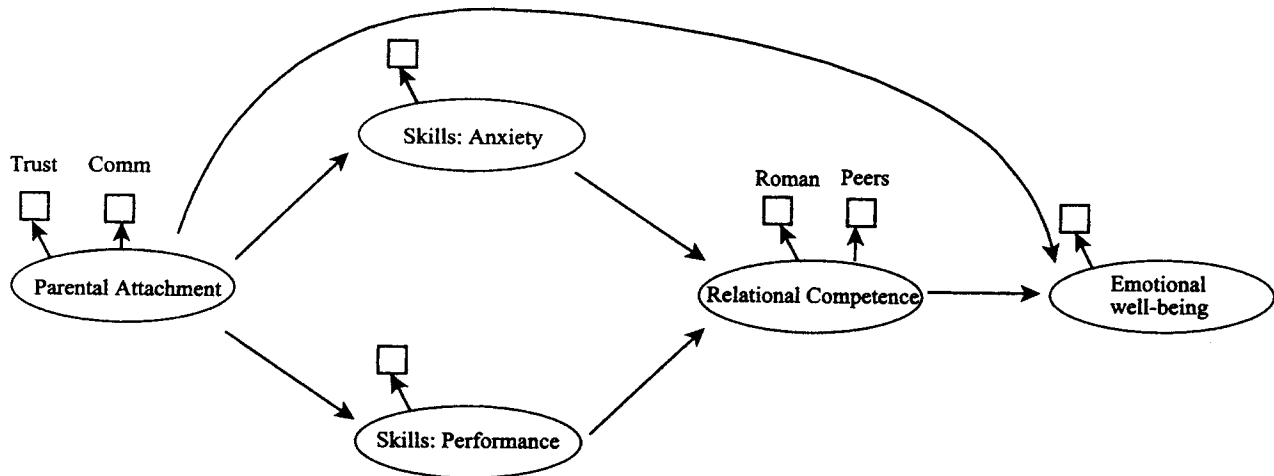 Skills: Anxiety
Trust
Comm
Roman
Peers
Parental Attachment
Relational Competence
Emotional
well-being
Skills: Performance